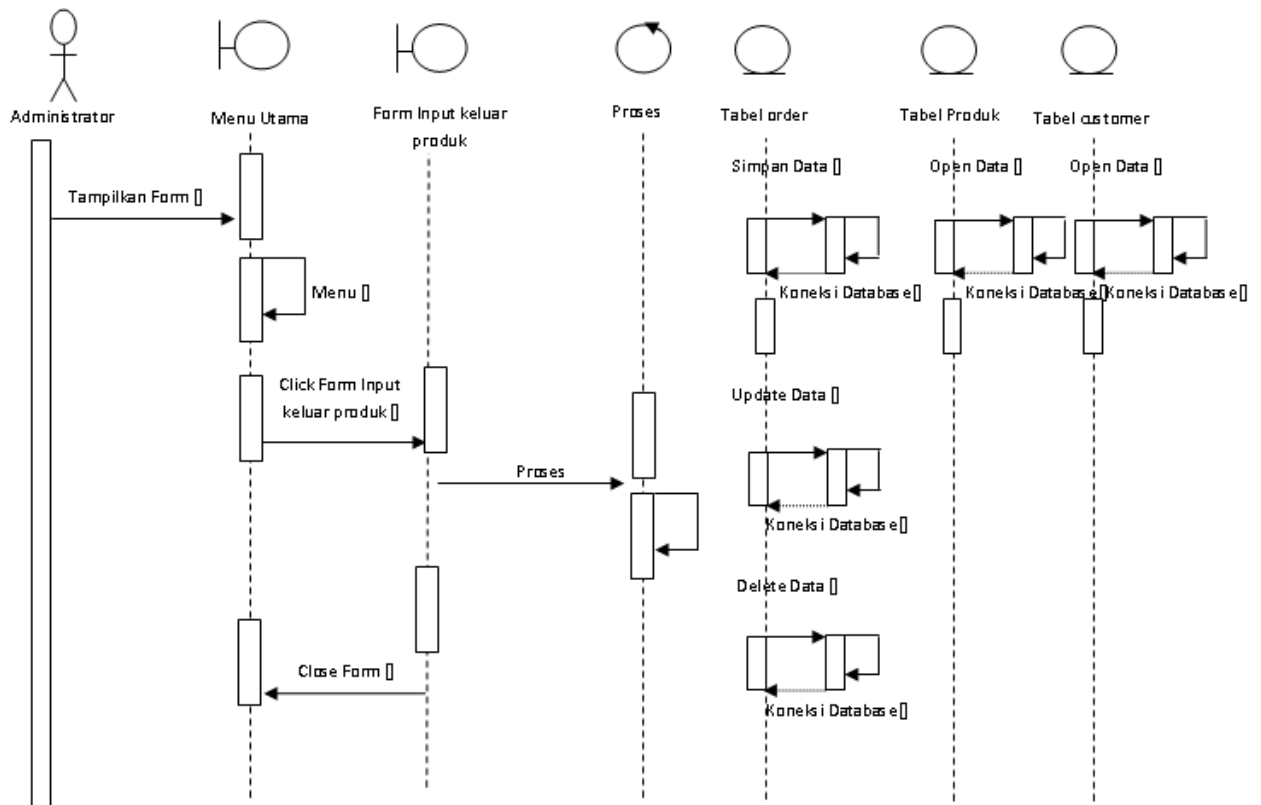 Administrator
Menu Utama
Form Input keluar
produk
Proses
Tabel order
Tabel Produk
Tabel customer
Simpan Data []
Open Data []
Open Data []
Tampilkan Form []
Menu []
Koneksi Database[]
Koneksi Database[]
Koneksi Database[]
Click Form Input
keluar produk []
Update Data []
Proses
Koneksi Database[]
Delete Data []
Close Form []
Koneksi Database[]